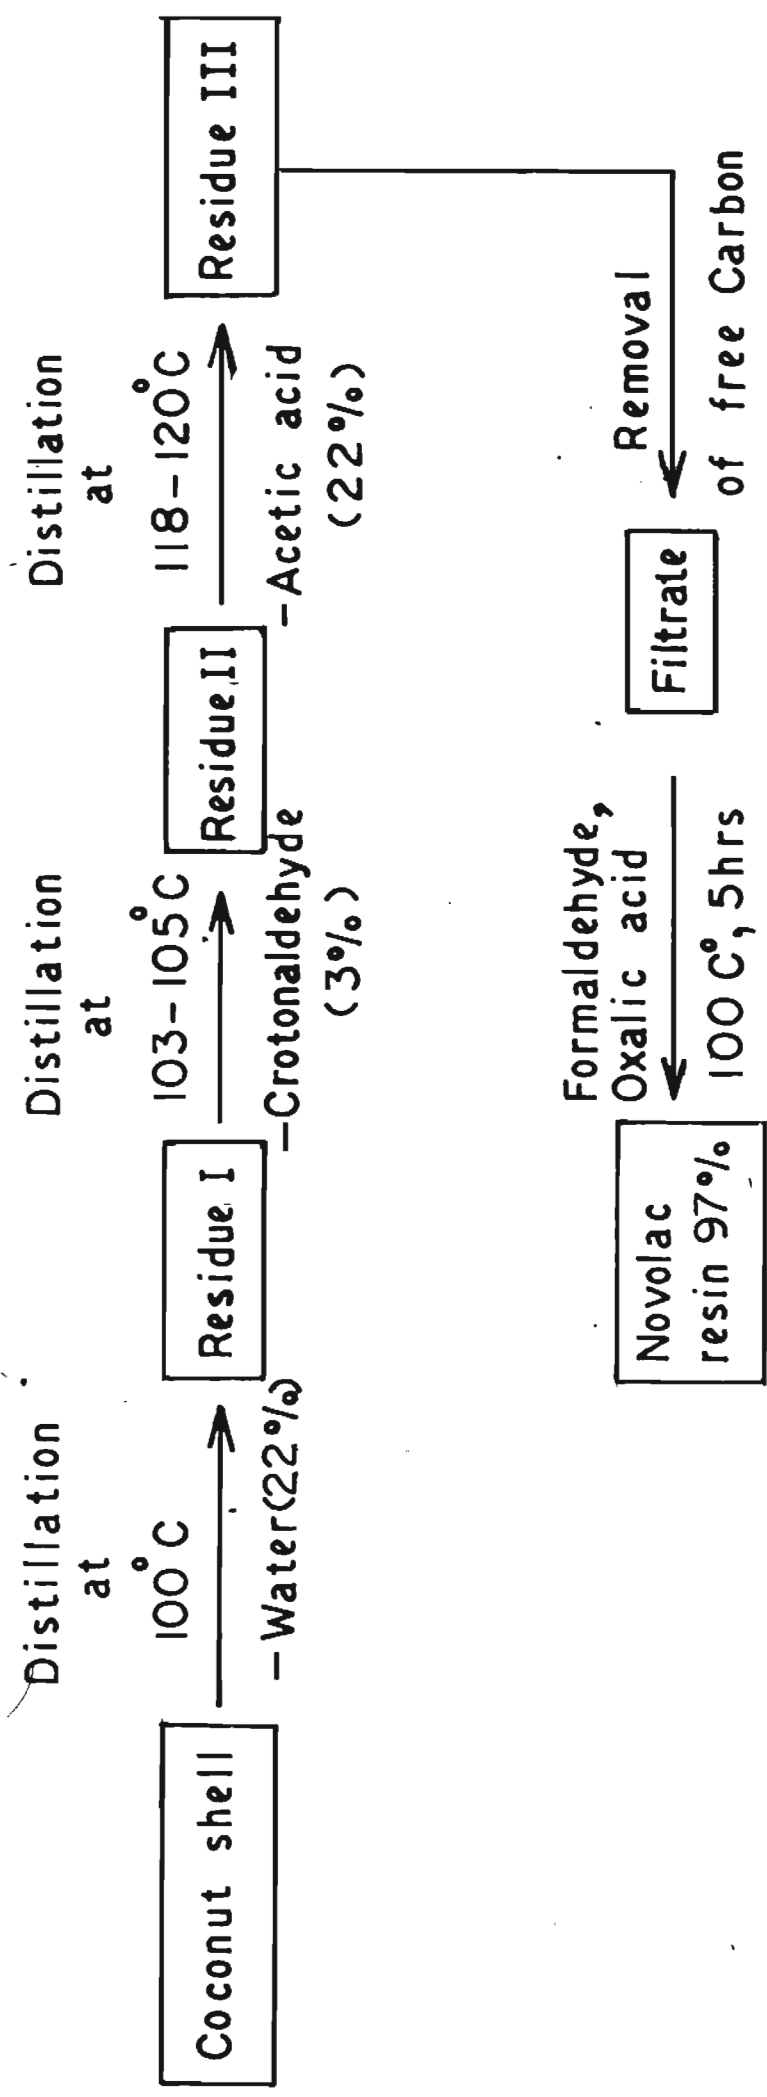 Coconut shell
Distillation
at
100°C
-Water(22%)
Residue I
Distillation
at
103-105°C
-Crotonaldehyde
(3%)
Residue II
Distillation
at
118-120°C
-Acetic acid
(22%)
Residue III
Removal
of free Carbon
Filtrate
Formaldehyde,
Oxalic acid
100 C°, 5hrs
Novolac
resin 97%